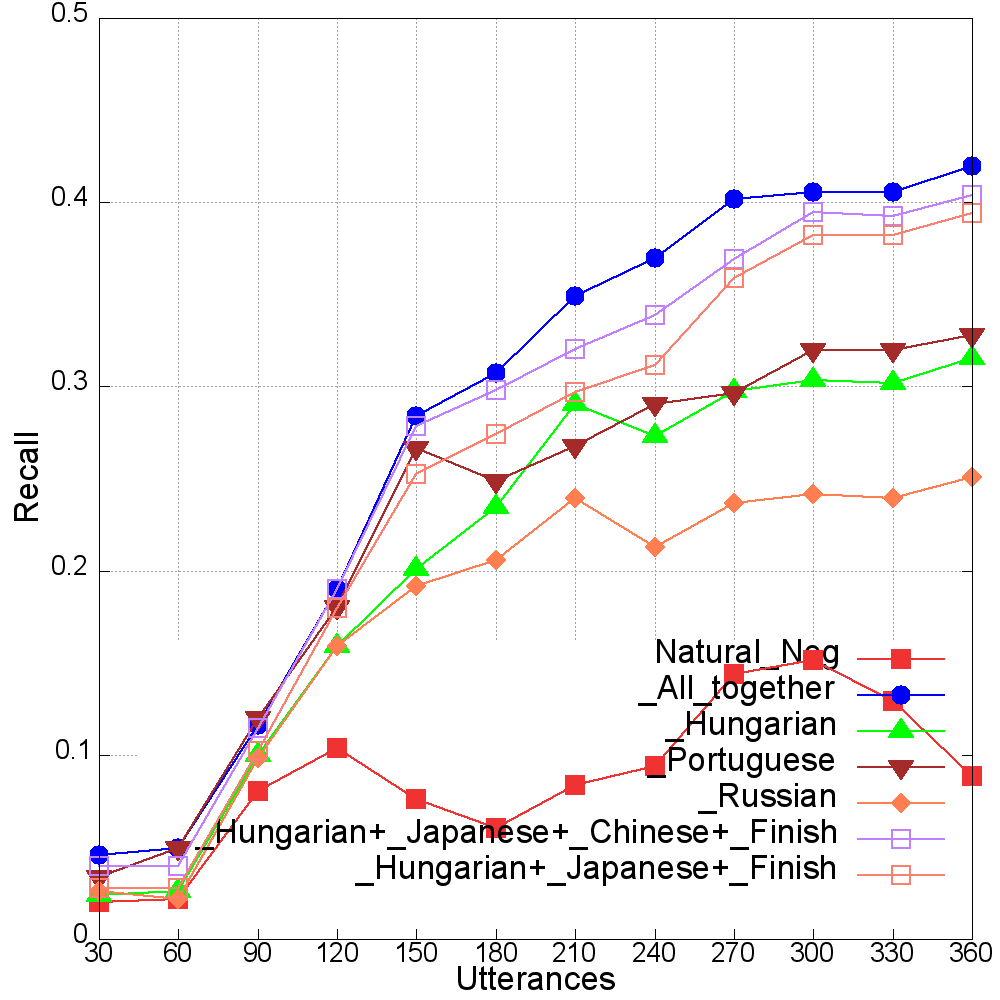 0.5
0.4
0.3
0.2
0.1
0
Recall
Natural_Neg
_All_together
_Hungarian
_Portuguese
_Russian
_Hungarian+_Japanese+_Chinese+_Finish
_Hungarian+_Japanese+_Finish
30 60 90 120 150 180 210 240 270 300 330 360
Utterances